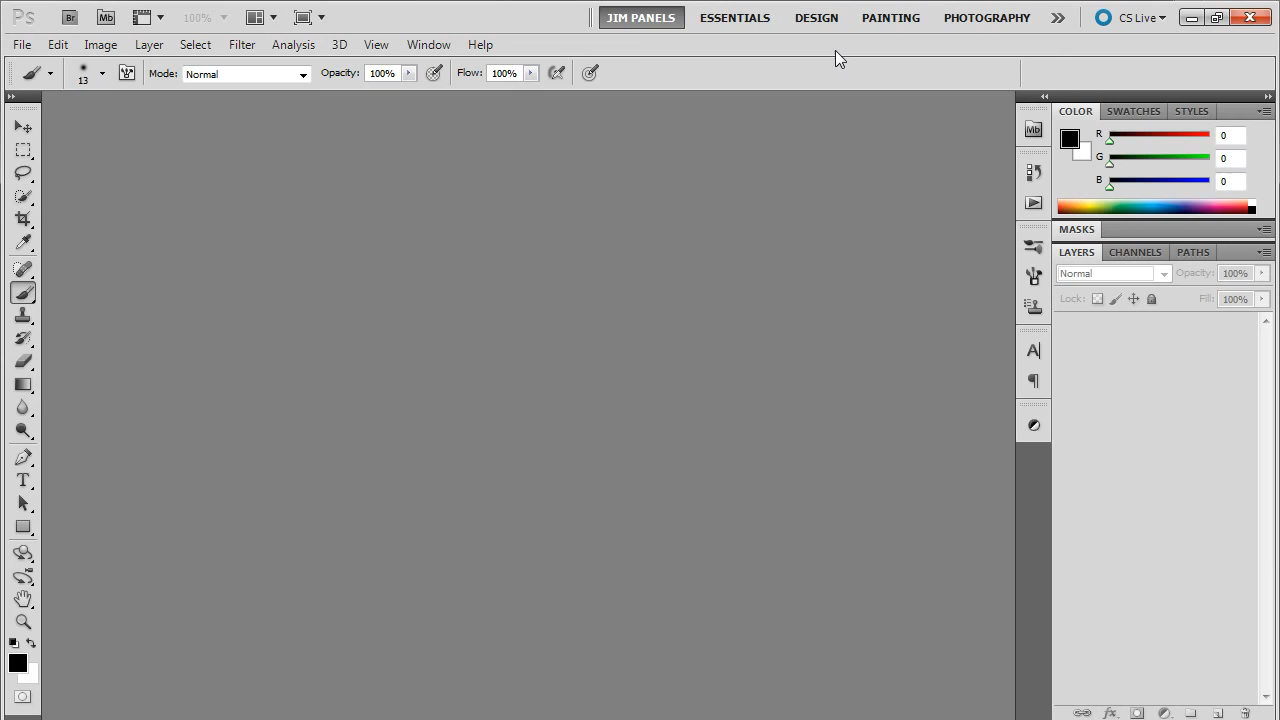 Ps Br Mb 100% JIM PANELS ESSENTIALS DESIGN PAINTING PHOTOGRAPHY CS Live
File Edit Image Layer Select Filter Analysis 3D View Window Help
13 Mode: Normal Opacity: 100% Flow: 100%
COLOR SWATCHES STYLES
Mb
R 0
G 0
B 0
MASKS
LAYERS CHANNELS PATHS
Normal Opacity: 100%
Lock: Fill: 100%
A
¶
T
fx